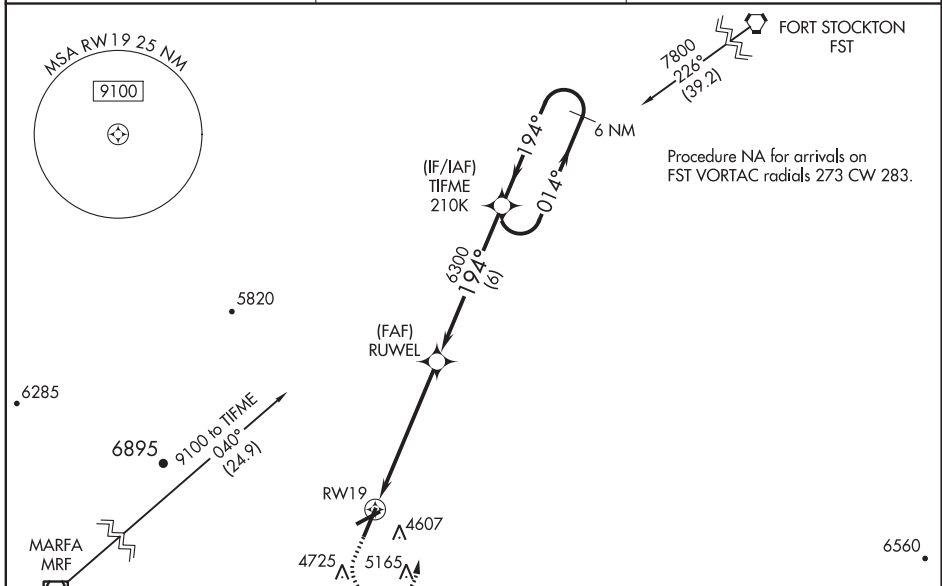 MSA RW19 25 NM
9100
FORT STOCKTON
FST
7800
226°
(39.2)
6 NM
194°
014°
Procedure NA for arrivals on
FST VORTAC radials 273 CW 283.
(IF/IAF)
TIFME
210K
6300
194°
(6)
5820
(FAF)
RUWEL
6285
6895
9100 to TIFME
040°
(24.9)
RW19
4607
MARFA
MRF
4725
5165
6560